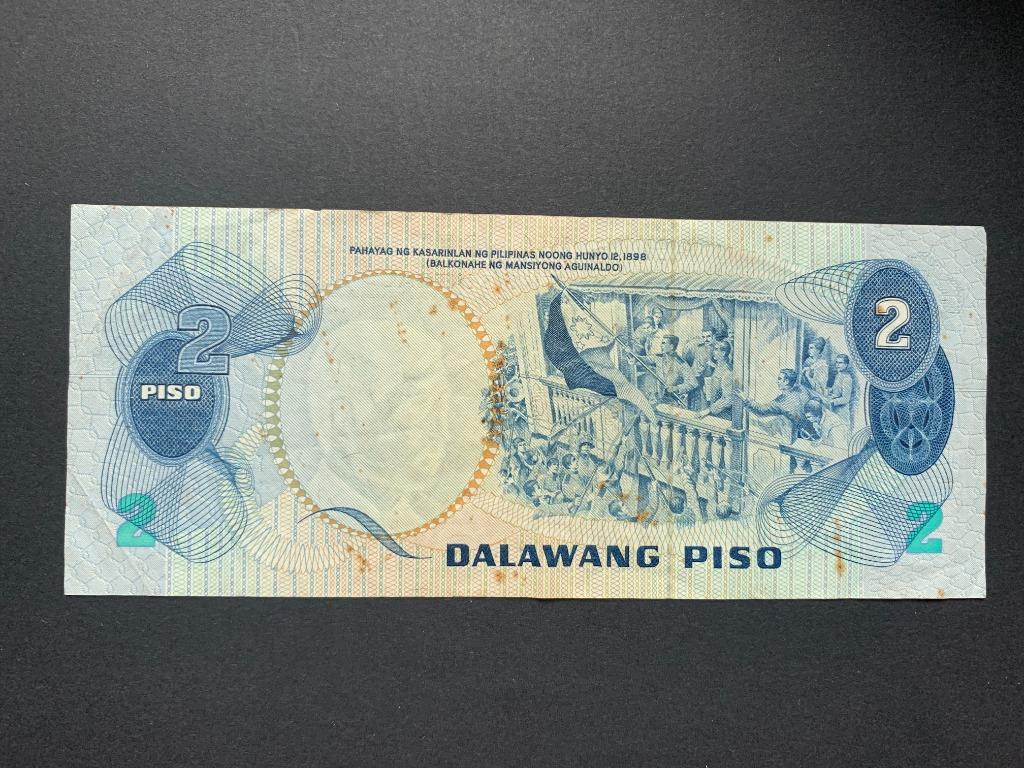 PAHAYAG NG KASARINLAN NG PILIPINAS NOONG HUNYO 12, 1898
(BALKONAHE NG MANSIYONG AGUINALDO)
2
PISO
2
2
2
DALAWANG PISO